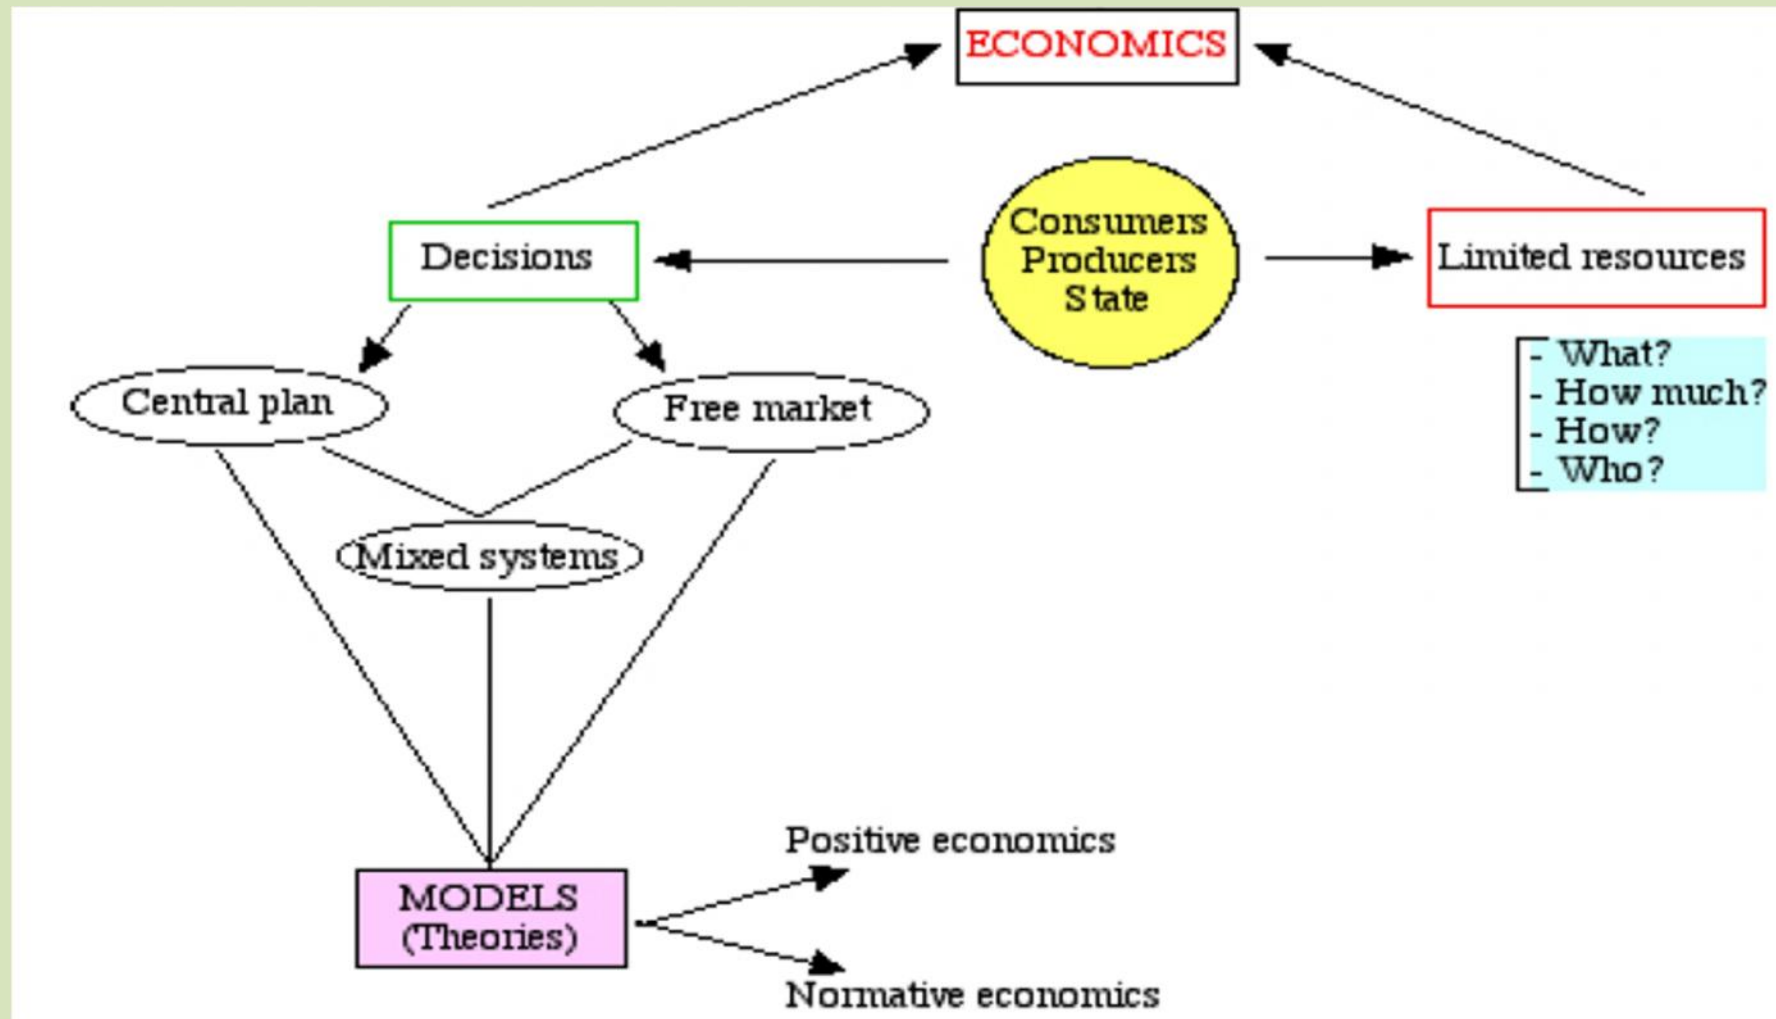 ECONOMICS
Consumers
Producers
State
Decisions
Limited resources
- What?
- How much?
- How?
- Who?
Central plan
Free market
Mixed systems
MODELS
(Theories)
Positive economics
Normative economics